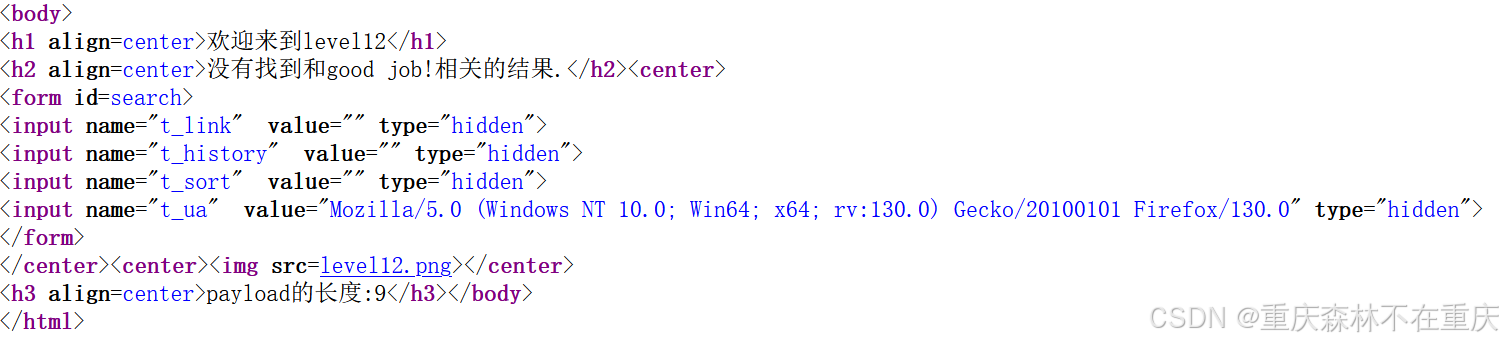 <body>
<h1 align=center>欢迎来到level12</h1>
<h2 align=center>没有找到和good job!相关的结果.</h2><center>
<form id=search>
<input name="t_link"  value="" type="hidden">
<input name="t_history"  value="" type="hidden">
<input name="t_sort"  value="" type="hidden">
<input name="t_ua"  value="Mozilla/5.0 (Windows NT 10.0; Win64; x64; rv:130.0) Gecko/20100101 Firefox/130.0" type="hidden">
</form>
</center><center><img src=level12.png></center>
<h3 align=center>payload的长度:9</h3></body>
</html>
CSDN @重庆森林不在重庆